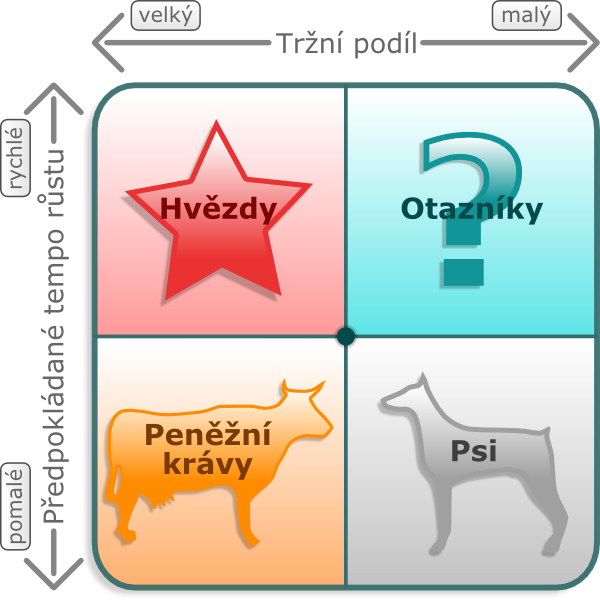 velký
malý
Tržní podíl
rychlé
Předpokládané tempo růstu
pomalé
Hvězdy
Otazníky
Peněžní
krávy
Psi